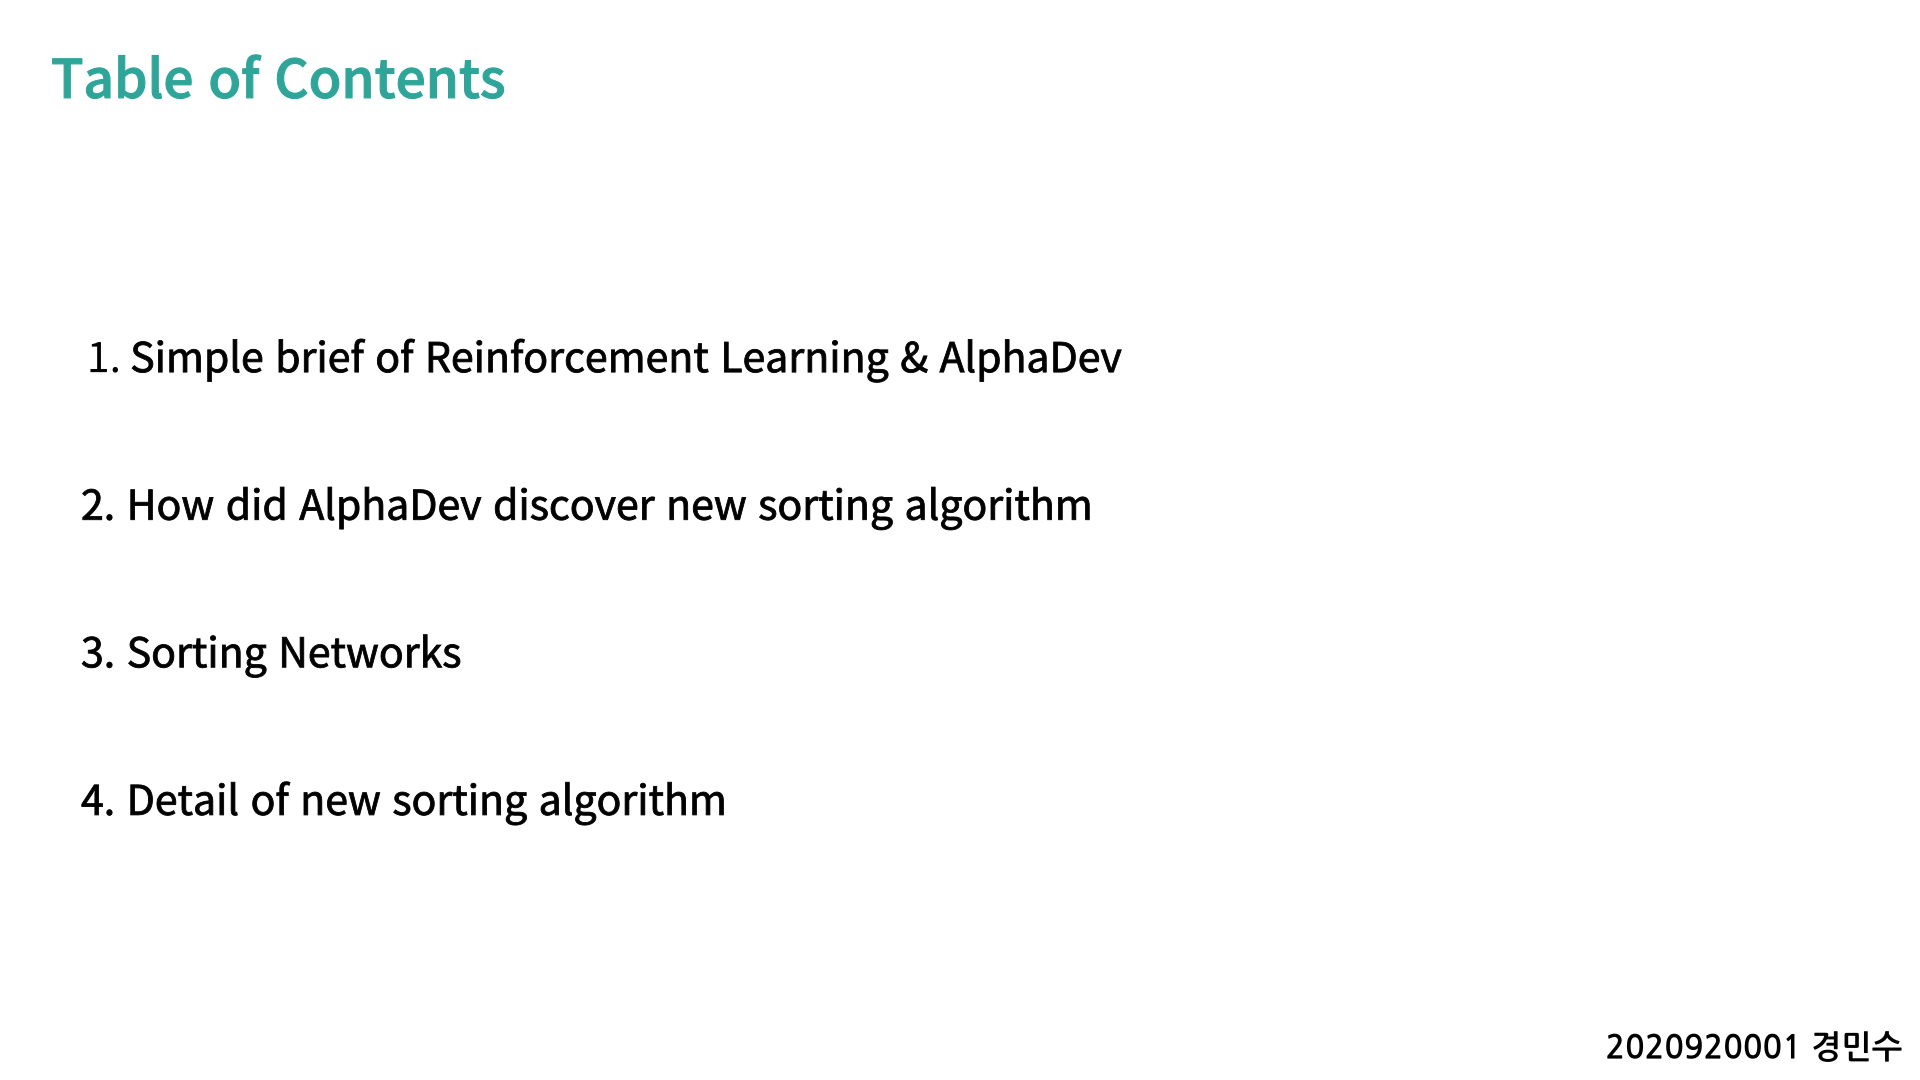 Table of Contents
1. Simple brief of Reinforcement Learning & AlphaDev
2. How did AlphaDev discover new sorting algorithm
3. Sorting Networks
4. Detail of new sorting algorithm
2020920001 경민수